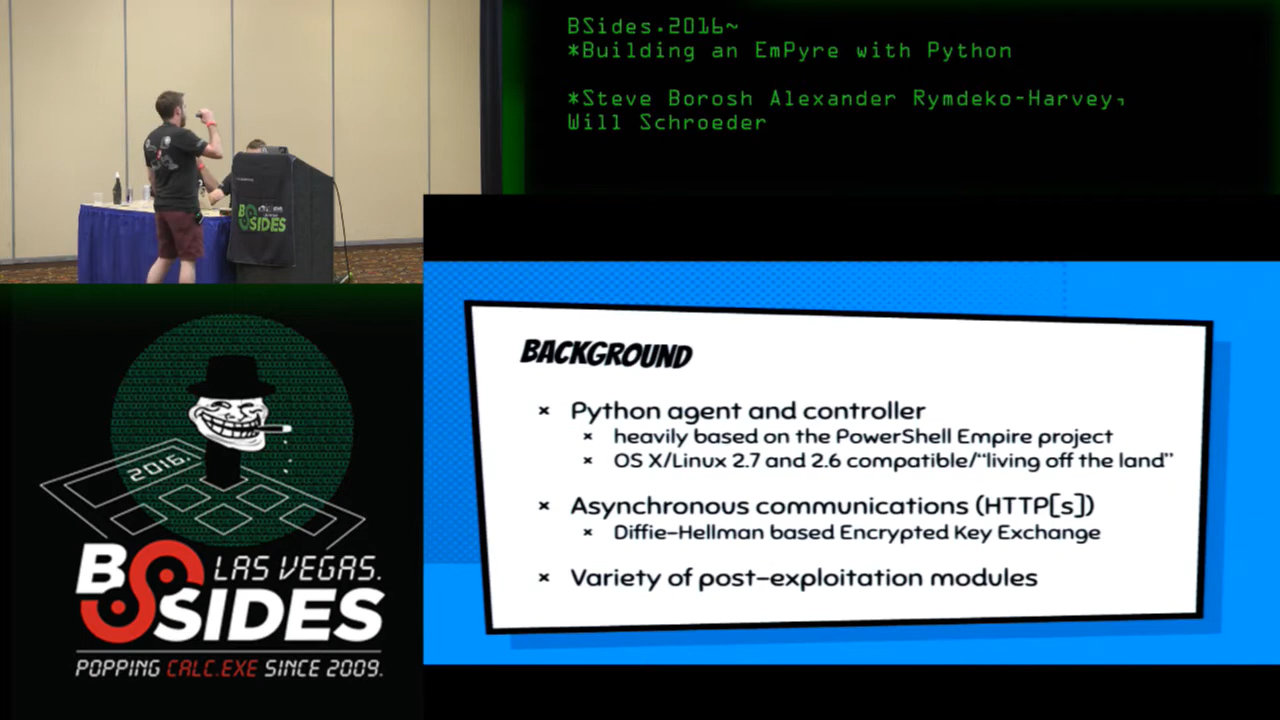 BSides.2016~
*Building an EmPyre with Python
*Steve Borosh Alexander Rymdeko-Harvey,
Will Schroeder
BSIDES
BACKGROUND
× Python agent and controller
× heavily based on the PowerShell Empire project
× OS X/Linux 2.7 and 2.6 compatible/“living off the land”
× Asynchronous communications (HTTP[s])
× Diffie-Hellman based Encrypted Key Exchange
× Variety of post-exploitation modules
2016.
BSIDES LAS VEGAS.
POPPING CALC.EXE SINCE 2009.